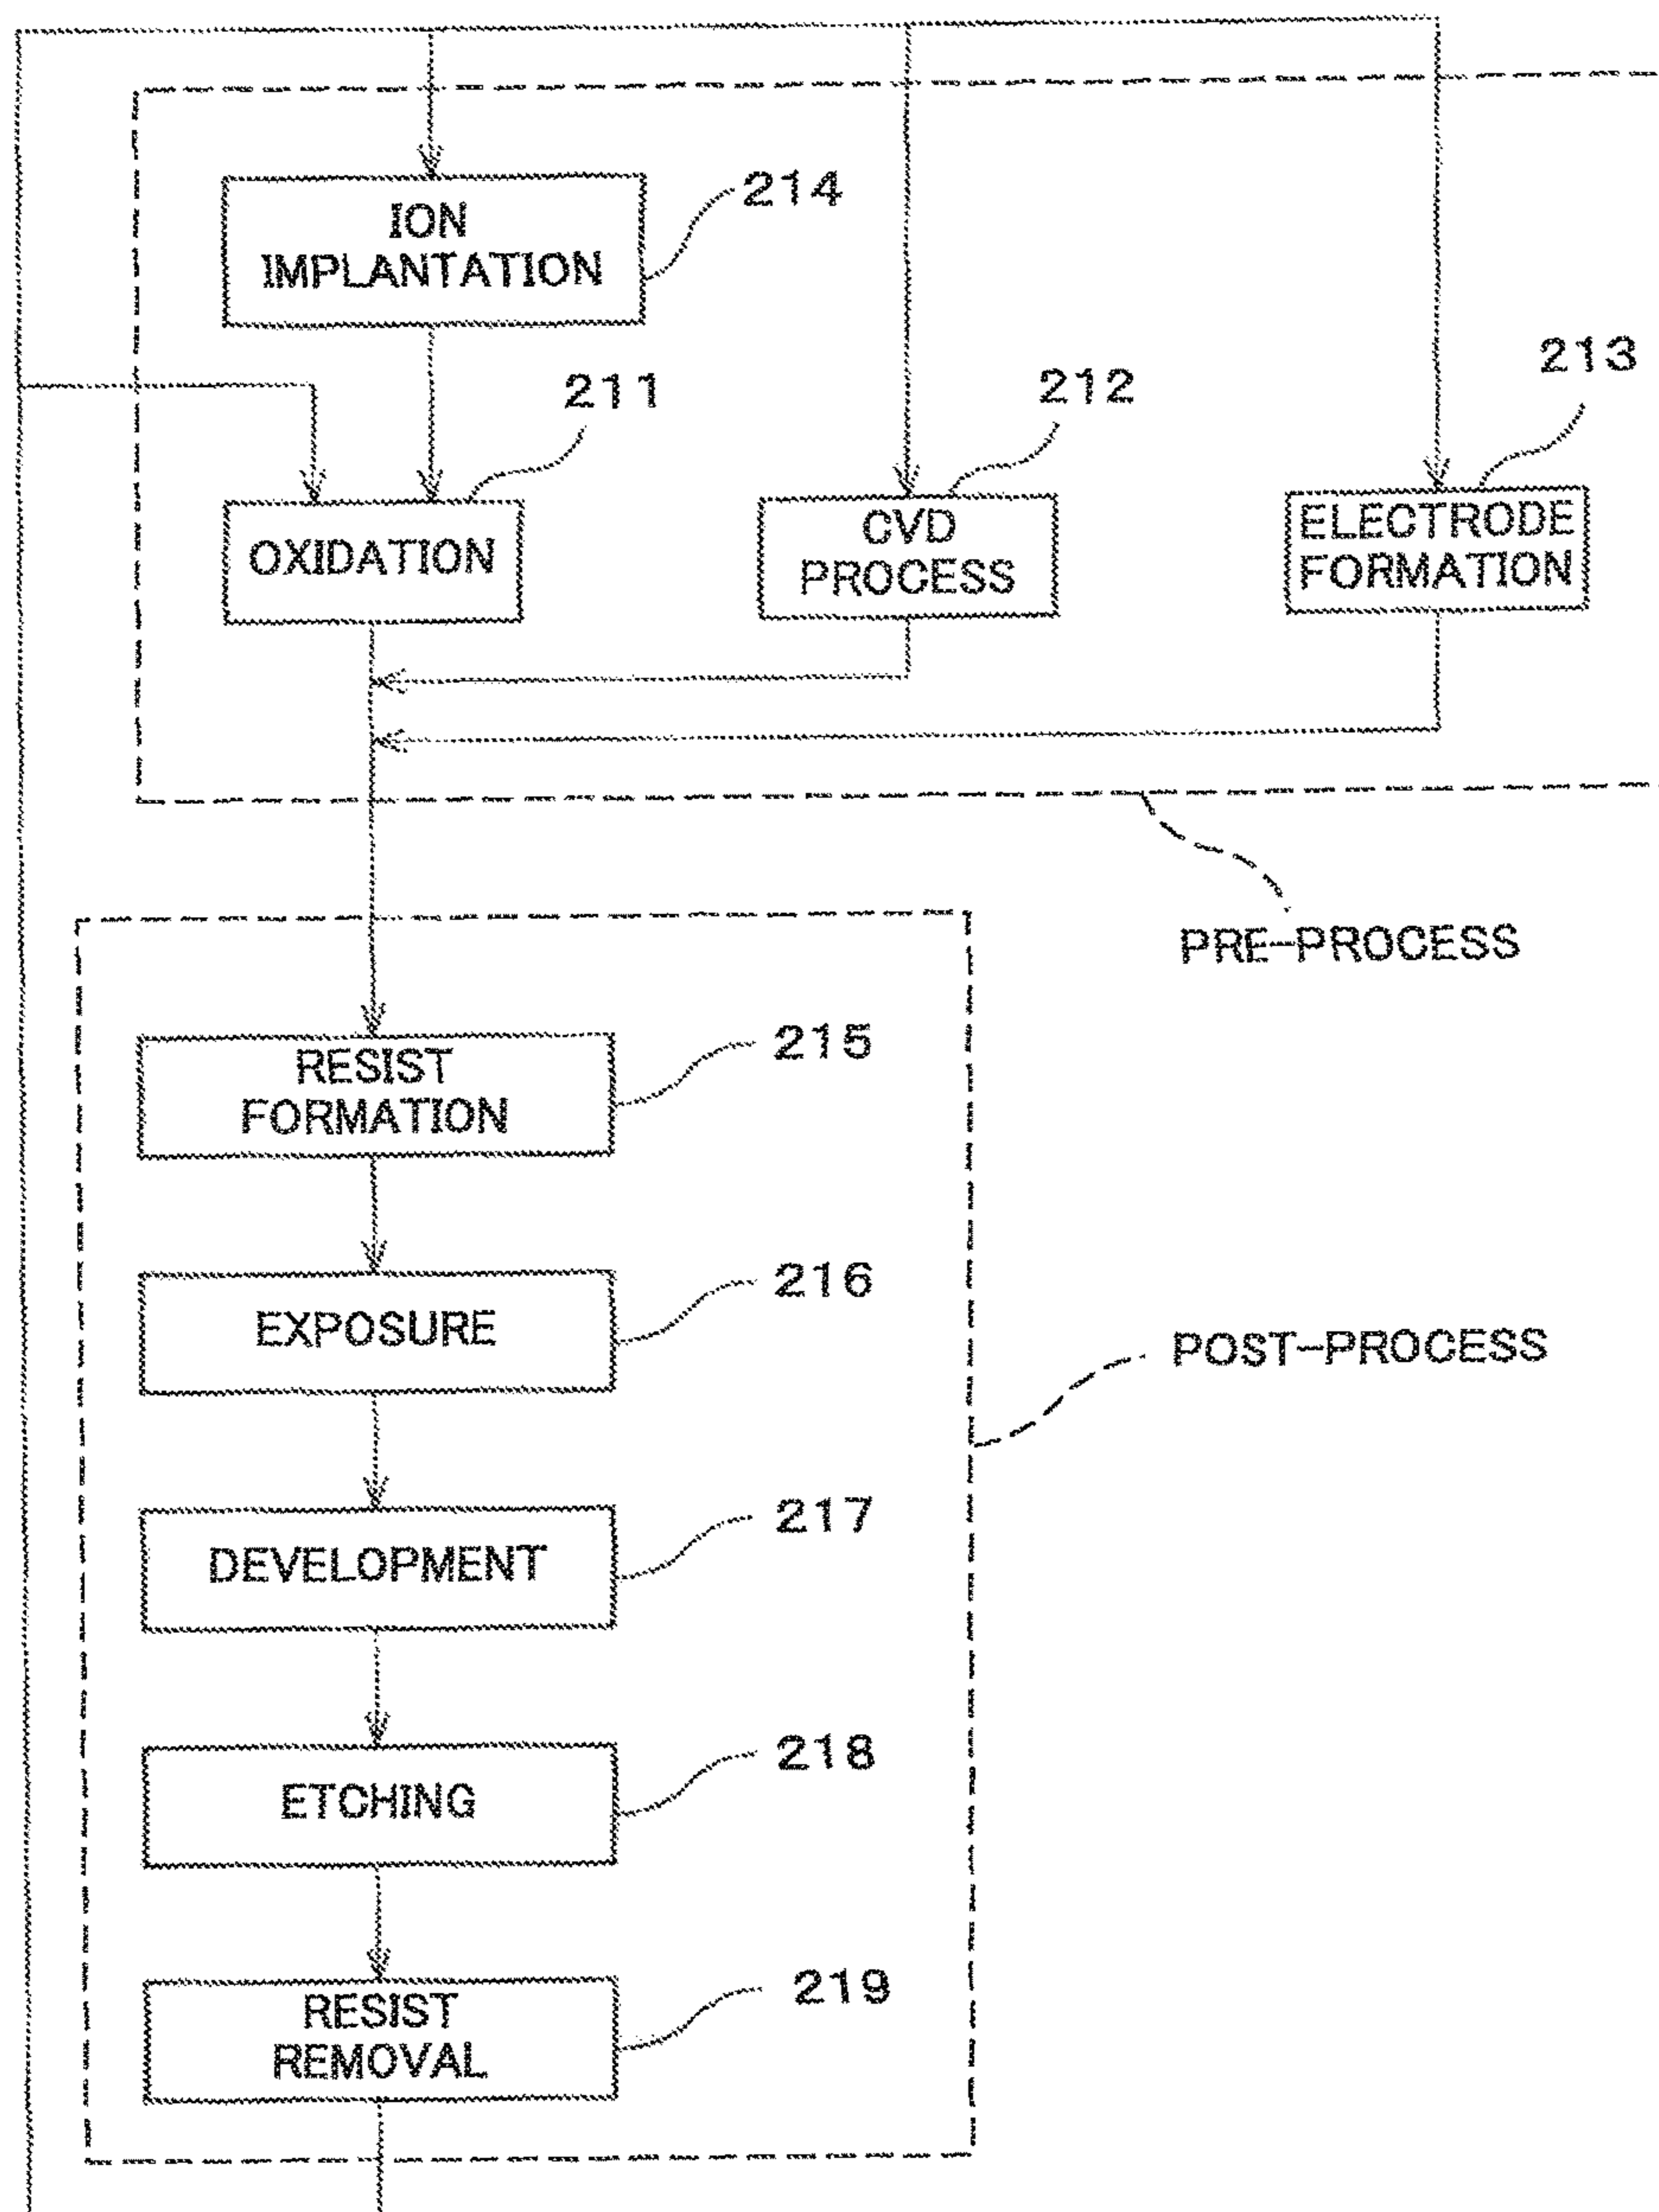 214
ION
IMPLANTATION
213
211
212
OXIDATION
CVD
PROCESS
ELECTRODE
FORMATION
PRE-PROCESS
215
RESIST
FORMATION
216
EXPOSURE
POST-PROCESS
217
DEVELOPMENT
218
ETCHING
219
RESIST
REMOVAL